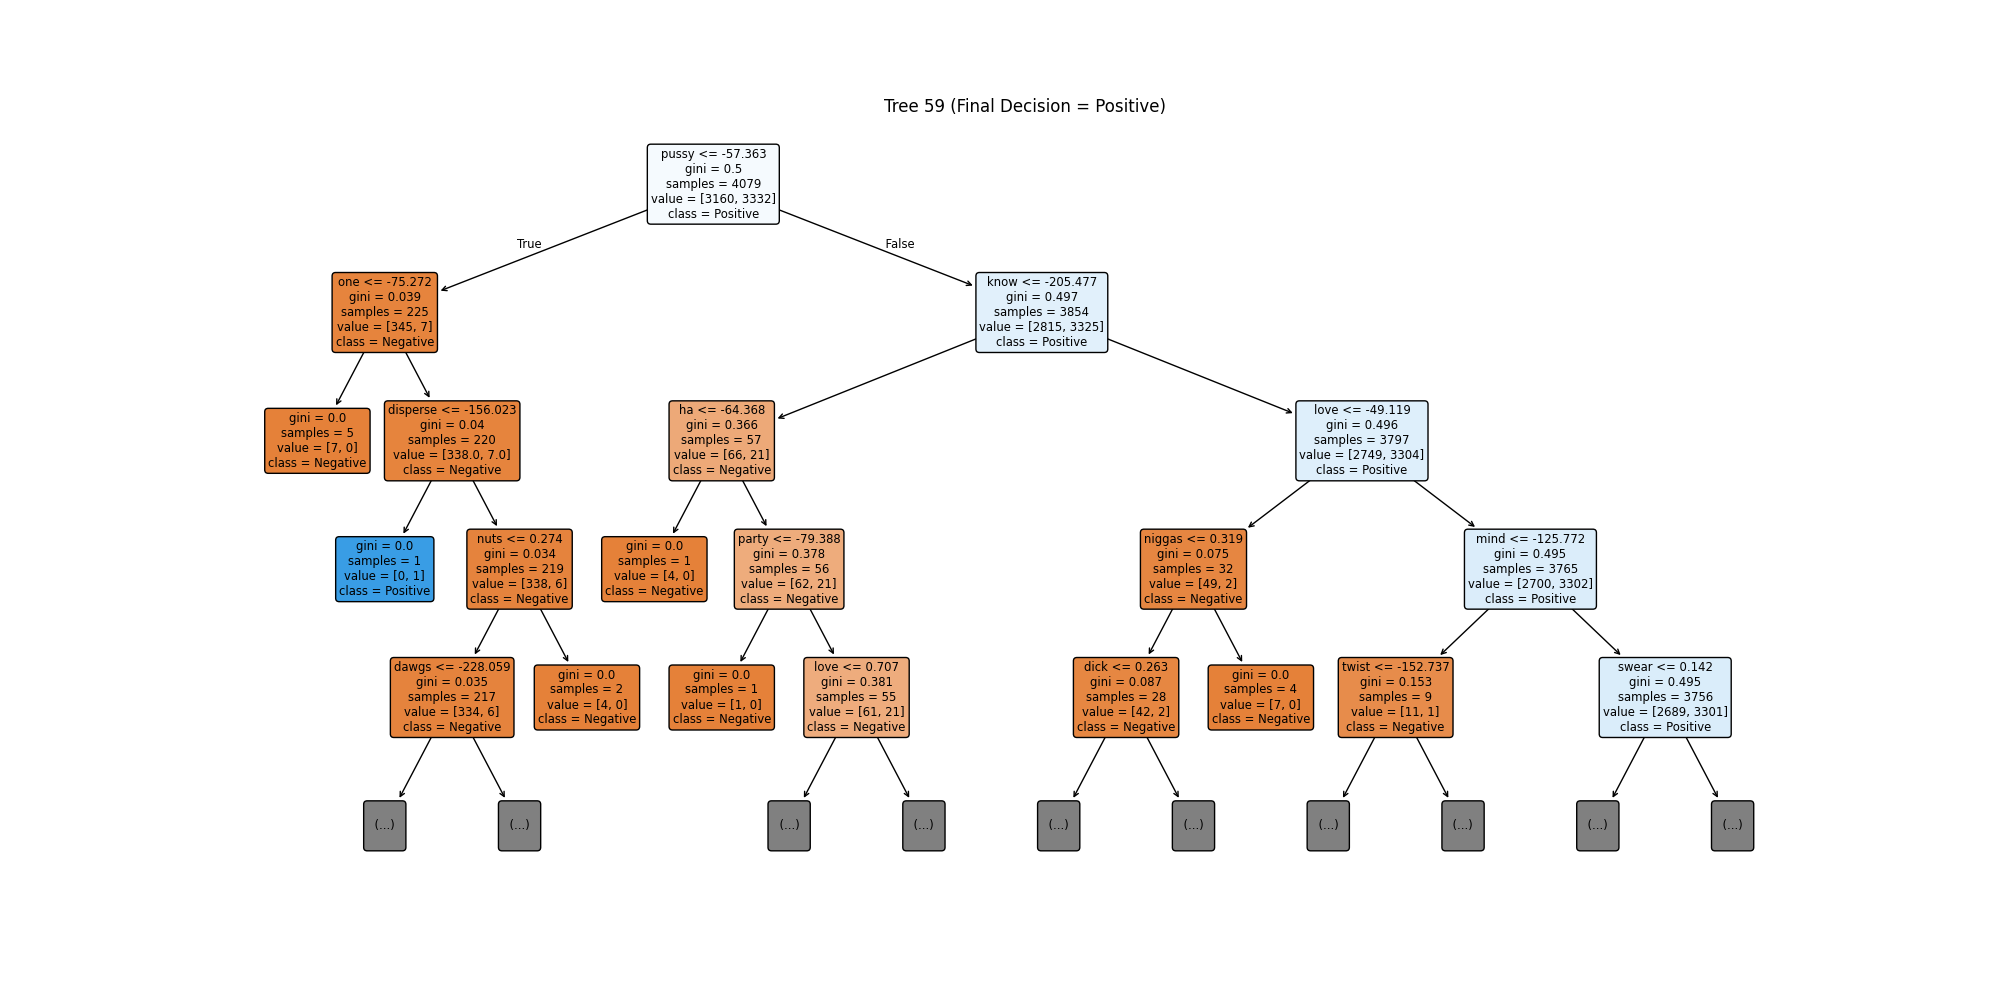 Tree 59 (Final Decision = Positive)
pussy <= -57.363
gini = 0.5
samples = 4079
value = [3160, 3332]
class = Positive
True
False
one <= -75.272
gini = 0.039
samples = 225
value = [345, 7]
class = Negative
know <= -205.477
gini = 0.497
samples = 3854
value = [2815, 3325]
class = Positive
gini = 0.0
samples = 5
value = [7, 0]
class = Negative
disperse <= -156.023
gini = 0.04
samples = 220
value = [338.0, 7.0]
class = Negative
ha <= -64.368
gini = 0.366
samples = 57
value = [66, 21]
class = Negative
love <= -49.119
gini = 0.496
samples = 3797
value = [2749, 3304]
class = Positive
gini = 0.0
samples = 1
value = [0, 1]
class = Positive
nuts <= 0.274
gini = 0.034
samples = 219
value = [338, 6]
class = Negative
gini = 0.0
samples = 1
value = [4, 0]
class = Negative
party <= -79.388
gini = 0.378
samples = 56
value = [62, 21]
class = Negative
niggas <= 0.319
gini = 0.075
samples = 32
value = [49, 2]
class = Negative
mind <= -125.772
gini = 0.495
samples = 3765
value = [2700, 3302]
class = Positive
dawgs <= -228.059
gini = 0.035
samples = 217
value = [334, 6]
class = Negative
gini = 0.0
samples = 2
value = [4, 0]
class = Negative
gini = 0.0
samples = 1
value = [1, 0]
class = Negative
love <= 0.707
gini = 0.381
samples = 55
value = [61, 21]
class = Negative
dick <= 0.263
gini = 0.087
samples = 28
value = [42, 2]
class = Negative
gini = 0.0
samples = 4
value = [7, 0]
class = Negative
twist <= -152.737
gini = 0.153
samples = 9
value = [11, 1]
class = Negative
swear <= 0.142
gini = 0.495
samples = 3756
value = [2689, 3301]
class = Positive
(...)
(...)
(...)
(...)
(...)
(...)
(...)
(...)
(...)
(...)